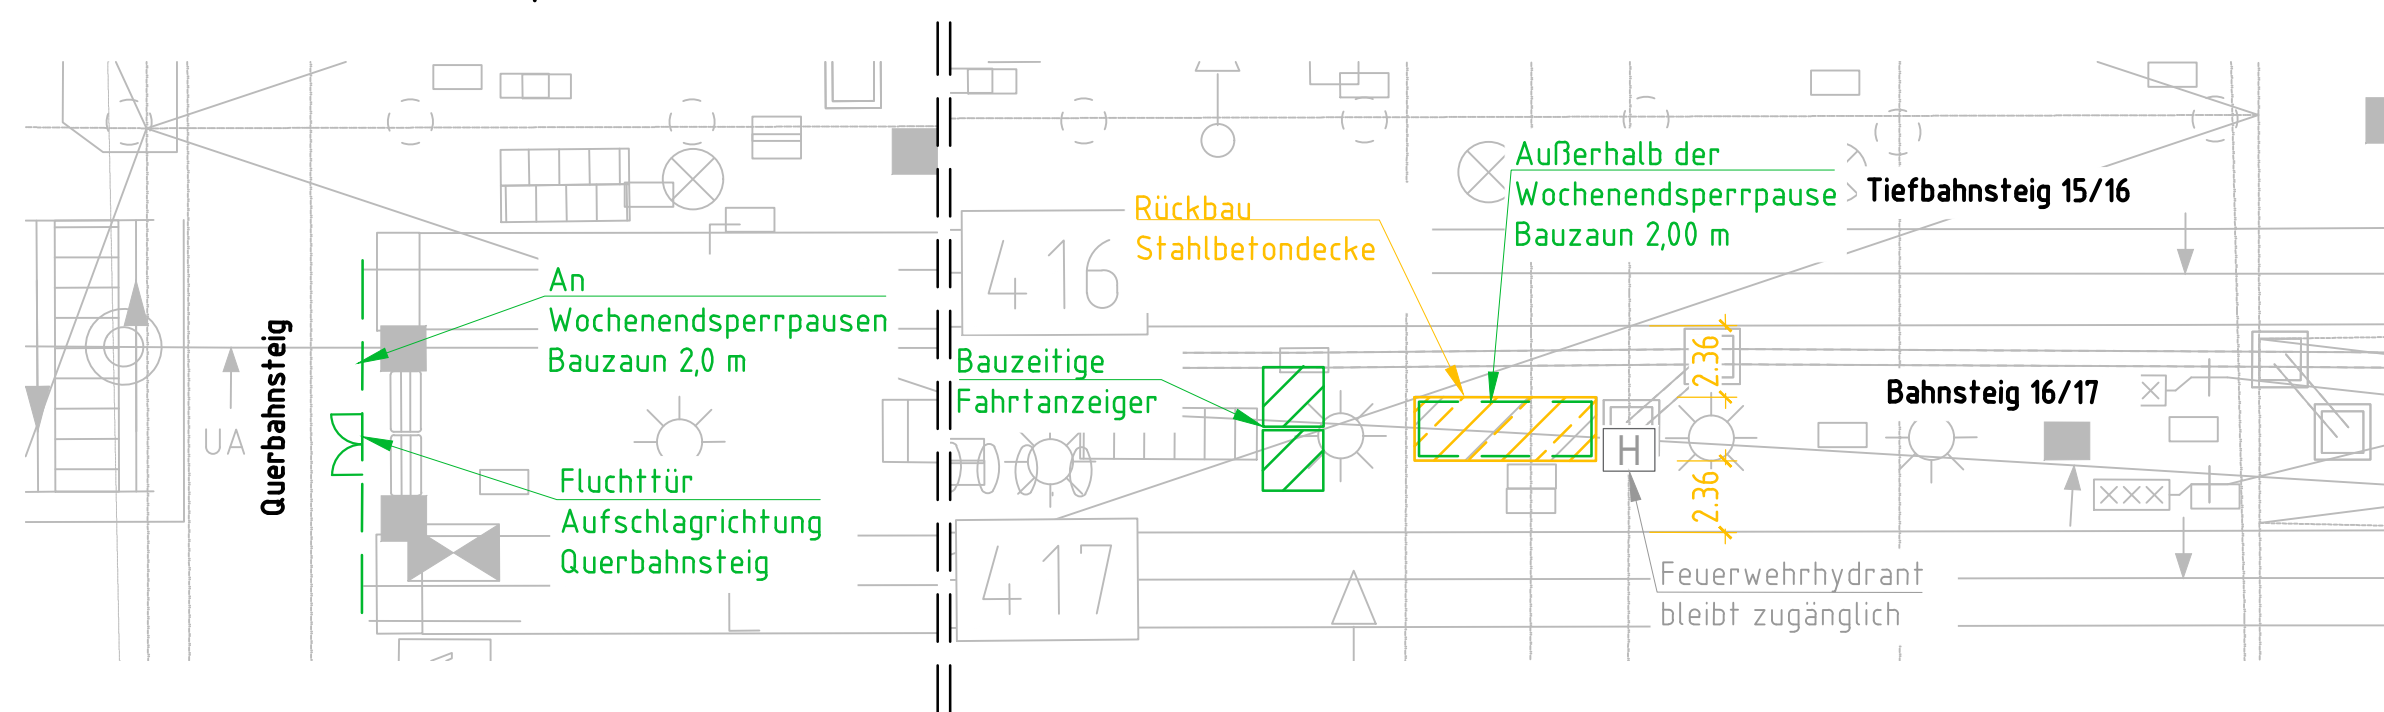 Querbahnsteig
UA
An
Wochenendsperrpausen
Bauzaun 2,0 m
Fluchttür
Aufschlagrichtung
Querbahnsteig
416
417
Bauzeitige
Fahrtanzeiger
Rückbau
Stahlbetondecke
Außerhalb der
Wochenendsperrpause
Bauzaun 2,00 m
Tiefbahnsteig 15/16
Bahnsteig 16/17
2.36
2.36
H
Feuerwehrhydrant
bleibt zugänglich